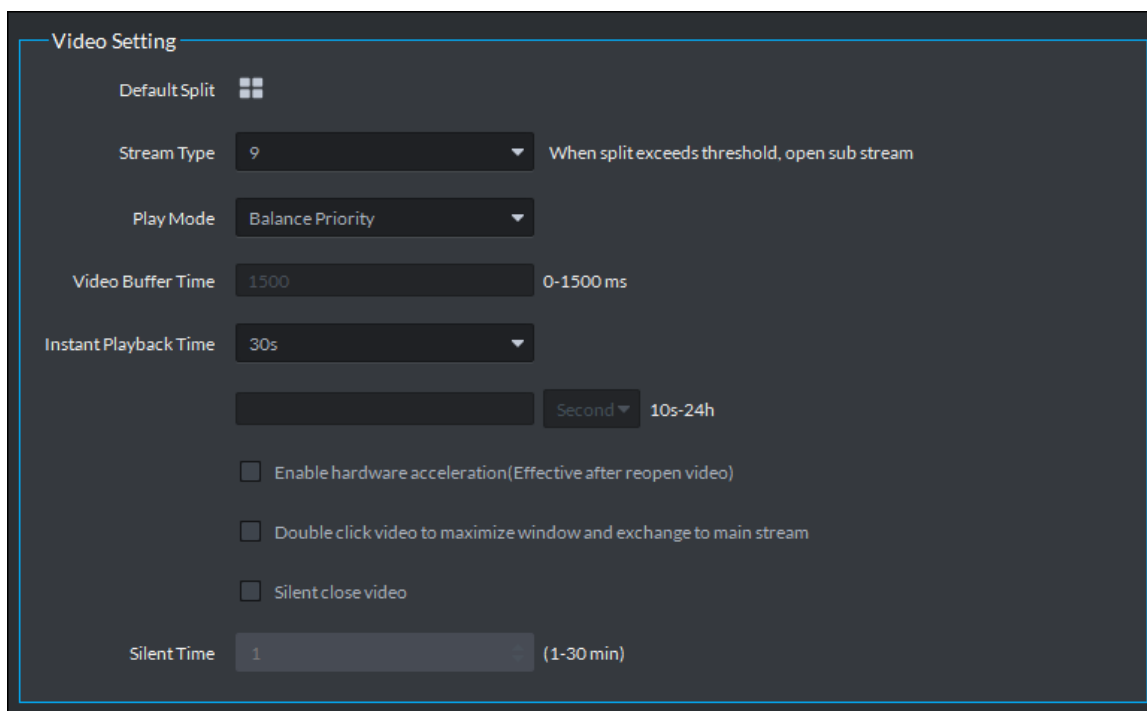 Video Setting
Default Split
Stream Type 9 When split exceeds threshold, open sub stream
Play Mode Balance Priority
Video Buffer Time 1500 0-1500 ms
Instant Playback Time 30s
Second 10s-24h
Enable hardware acceleration(Effective after reopen video)
Double click video to maximize window and exchange to main stream
Silent close video
Silent Time 1 (1-30 min)